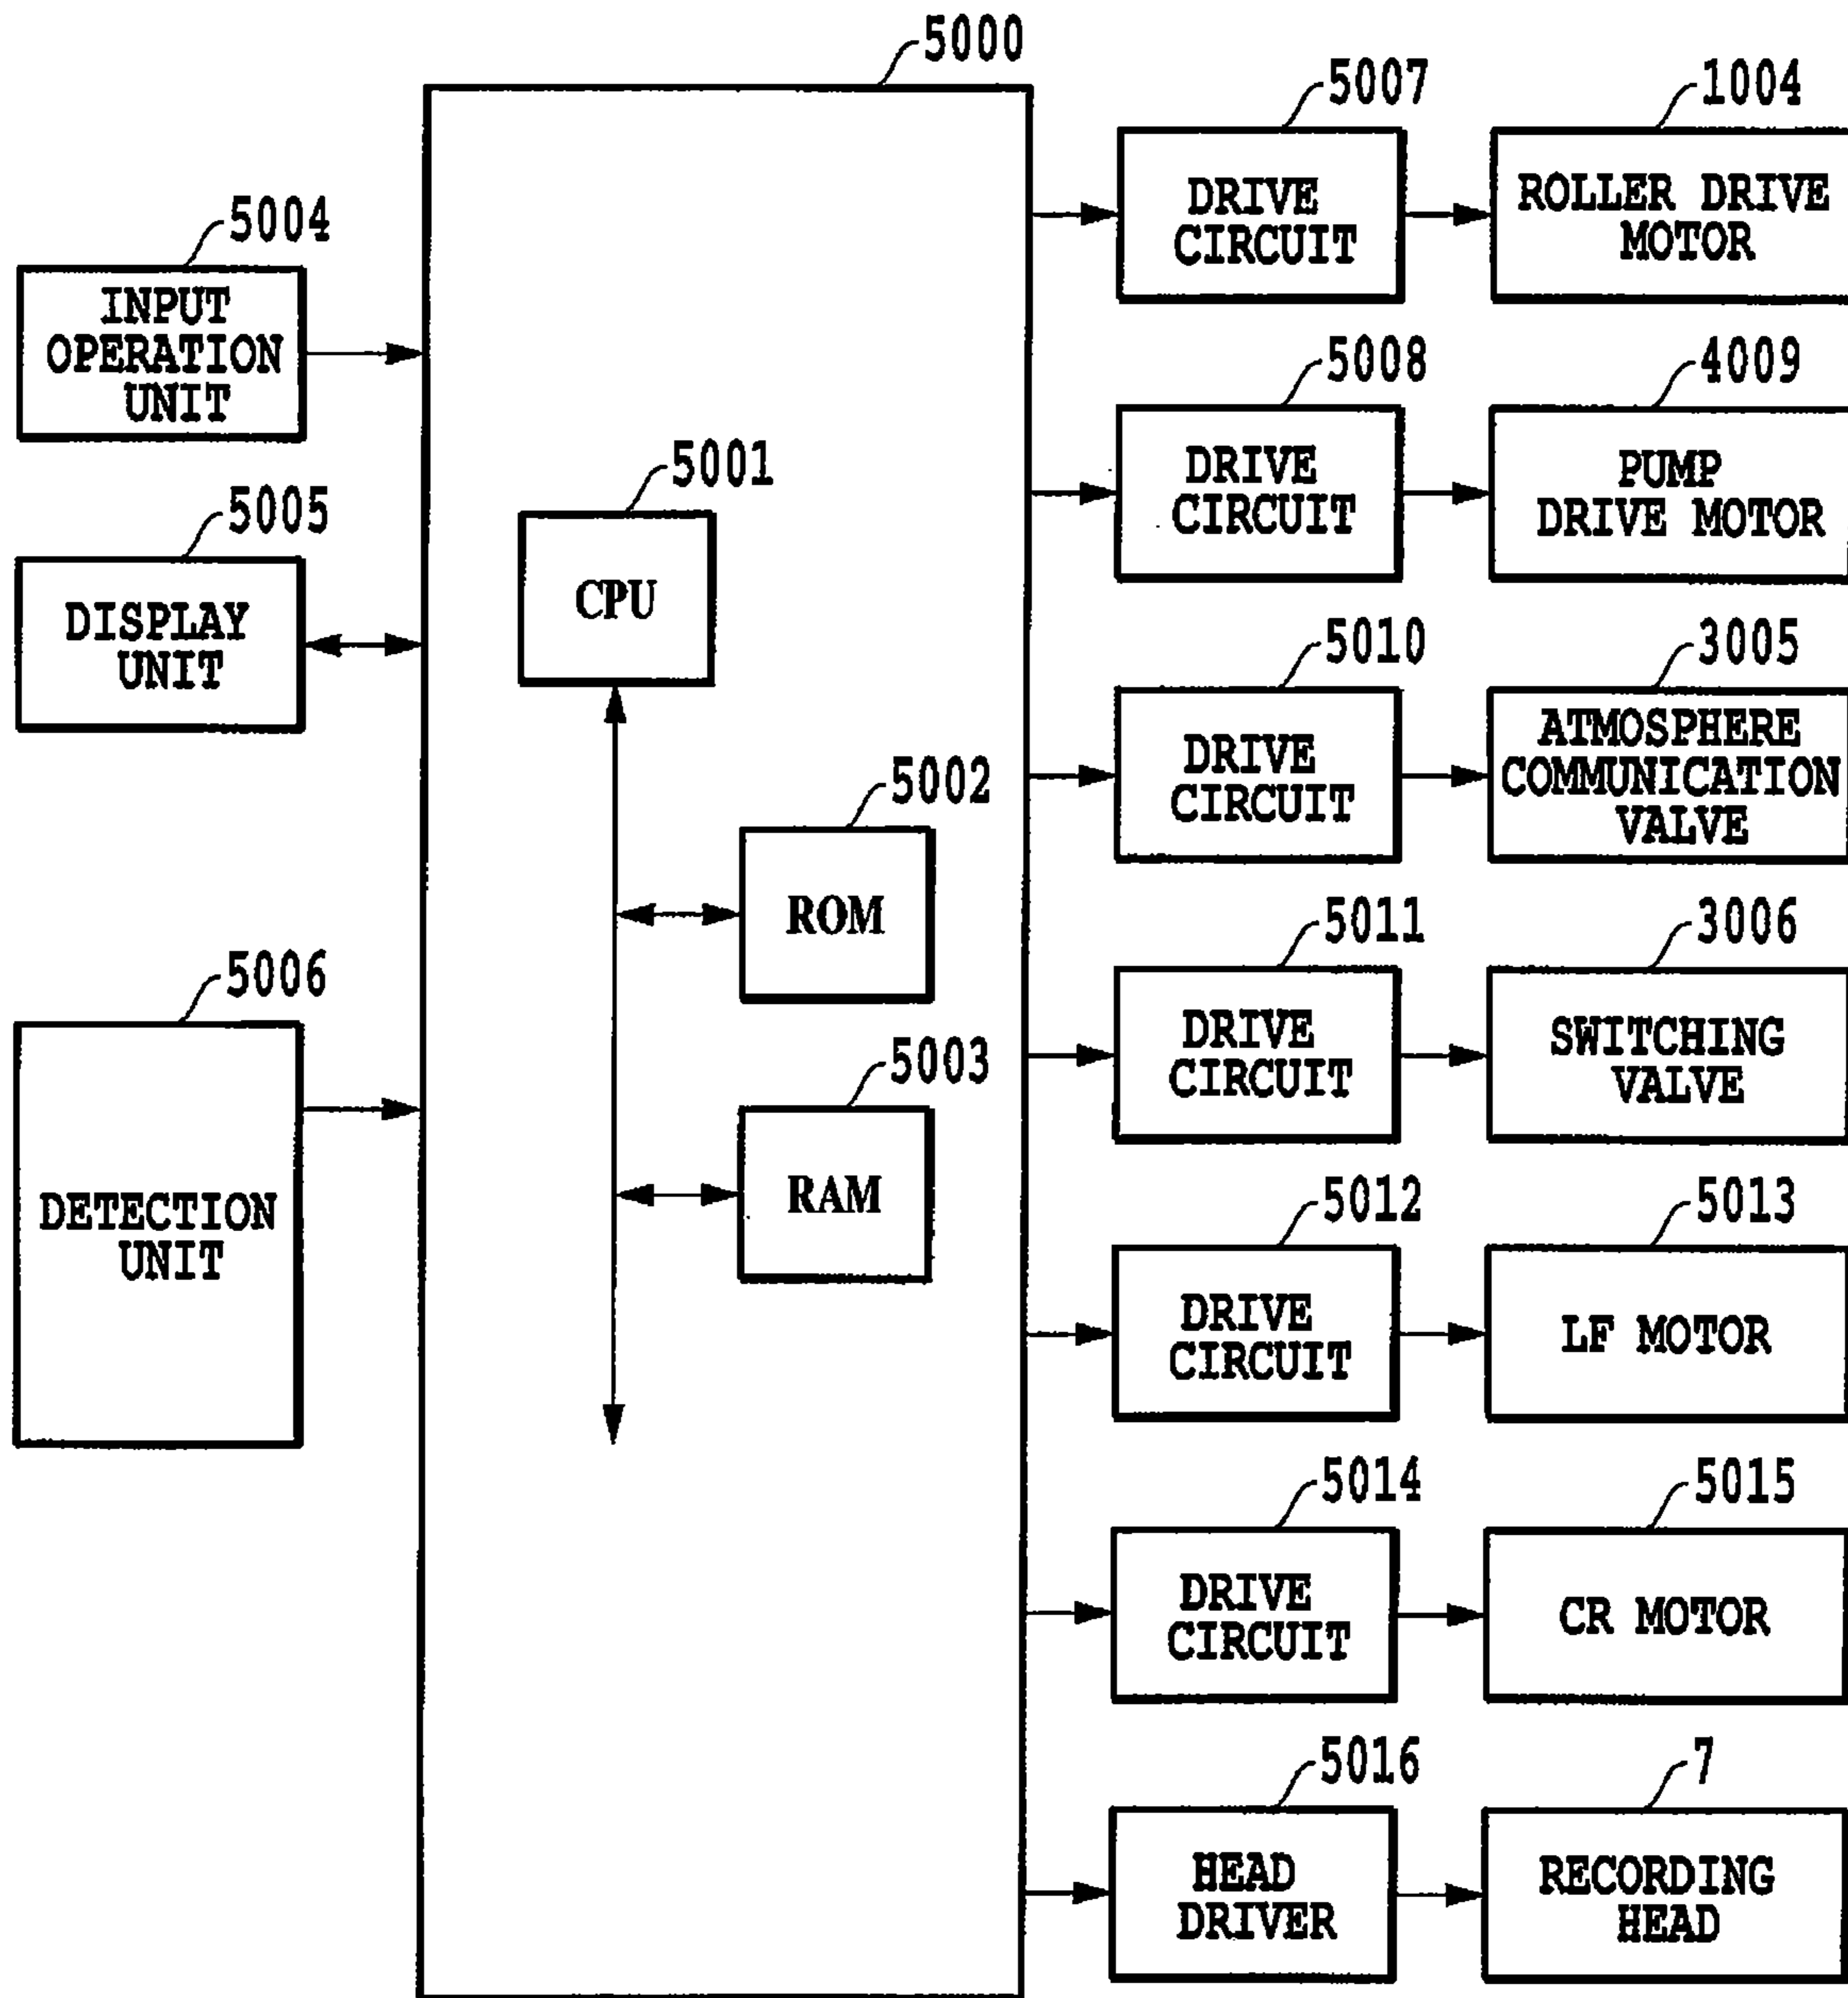 5000
5004
INPUT
OPERATION
UNIT
5005
DISPLAY
UNIT
5006
DETECTION
UNIT
5001
CPU
5002
ROM
5003
RAM
5007
DRIVE
CIRCUIT
1004
ROLLER DRIVE
MOTOR
5008
DRIVE
CIRCUIT
4009
PUMP
DRIVE MOTOR
5010
DRIVE
CIRCUIT
3005
ATMOSPHERE
COMMUNICATION
VALVE
5011
DRIVE
CIRCUIT
3006
SWITCHING
VALVE
5012
DRIVE
CIRCUIT
5013
LF MOTOR
5014
DRIVE
CIRCUIT
5015
CR MOTOR
5016
HEAD
DRIVER
7
RECORDING
HEAD